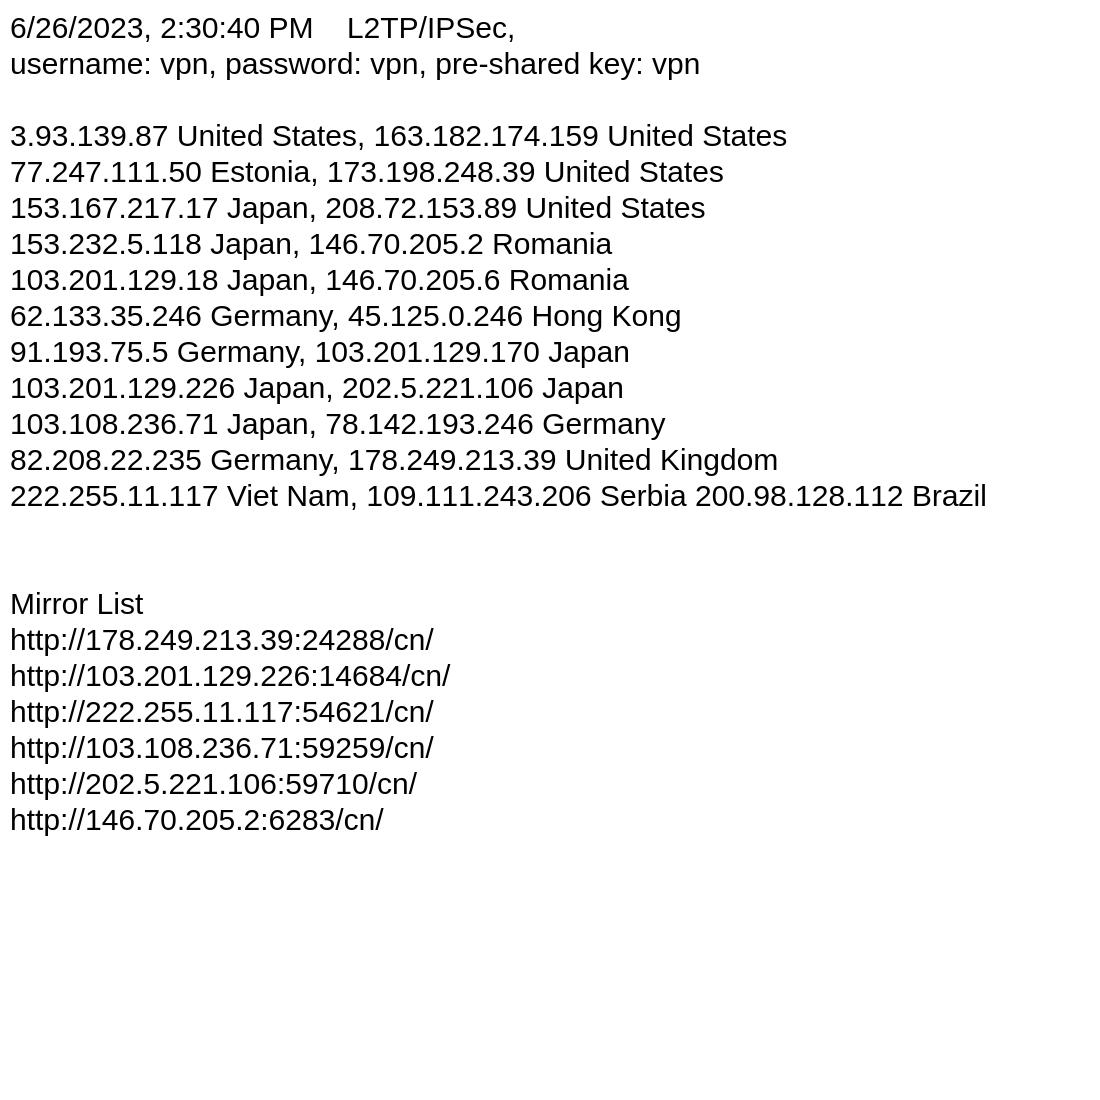 6/26/2023, 2:30:40 PM    L2TP/IPSec,
username: vpn, password: vpn, pre-shared key: vpn
3.93.139.87 United States, 163.182.174.159 United States
77.247.111.50 Estonia, 173.198.248.39 United States
153.167.217.17 Japan, 208.72.153.89 United States
153.232.5.118 Japan, 146.70.205.2 Romania
103.201.129.18 Japan, 146.70.205.6 Romania
62.133.35.246 Germany, 45.125.0.246 Hong Kong
91.193.75.5 Germany, 103.201.129.170 Japan
103.201.129.226 Japan, 202.5.221.106 Japan
103.108.236.71 Japan, 78.142.193.246 Germany
82.208.22.235 Germany, 178.249.213.39 United Kingdom
222.255.11.117 Viet Nam, 109.111.243.206 Serbia 200.98.128.112 Brazil
Mirror List
http://178.249.213.39:24288/cn/
http://103.201.129.226:14684/cn/
http://222.255.11.117:54621/cn/
http://103.108.236.71:59259/cn/
http://202.5.221.106:59710/cn/
http://146.70.205.2:6283/cn/